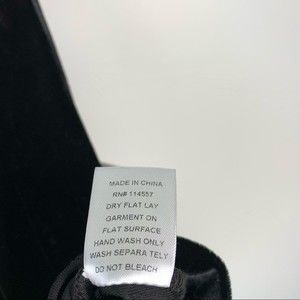 MADE IN CHINA
RN# 114557
DRY FLAT LAY
GARMENT ON
FLAT SURFACE
HAND WASH ONLY
WASH SEPARA TELY
DO NOT BLEACH